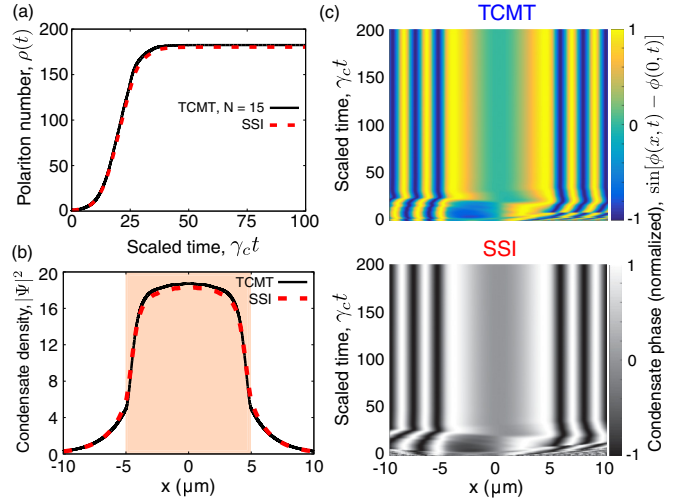 (a)
200
150
100
50
0
Polariton number, ρ(t)
TCMT, N = 15
SSI
0 25 50 75 100
Scaled time, γ_c t
(b)
20
16
12
8
4
0
Condensate density, |Ψ|²
TCMT
SSI
-10 -5 0 5 10
x (μm)
(c)
TCMT
200
150
100
50
0
Scaled time, γ_c t
1
0
-1
SSI
200
150
100
50
0
Scaled time, γ_c t
-10 -5 0 5 10
x (μm)
1
0
-1
Condensate phase (normalized), sin[ϕ(x, t) − ϕ(0, t)]